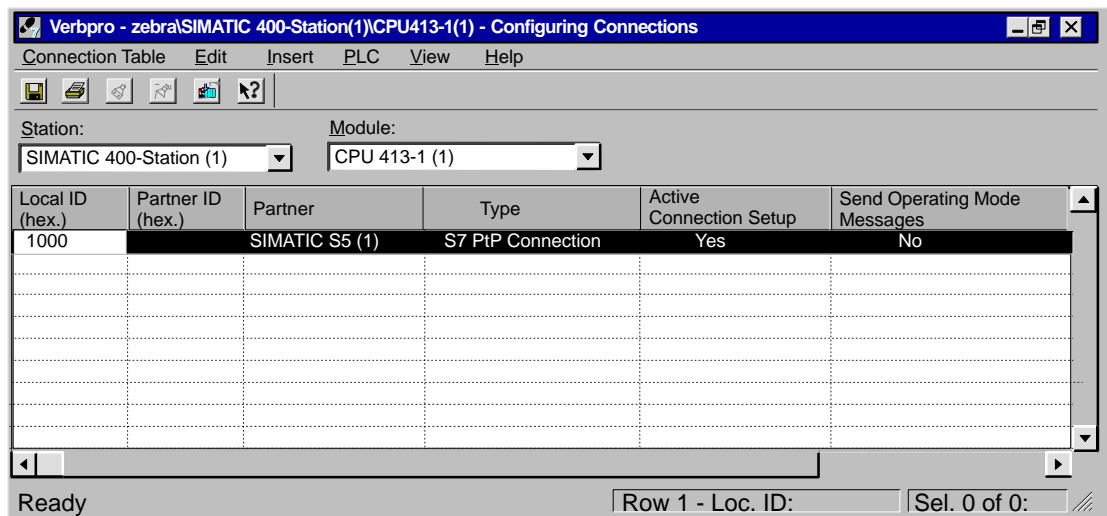 Verbpro - zebra\SIMATIC 400-Station(1)\CPU413-1(1) - Configuring Connections
Connection Table Edit Insert PLC View Help
Station: Module:
SIMATIC 400-Station (1) CPU 413-1 (1)
Local ID (hex.) Partner ID (hex.) Partner Type Active Connection Setup Send Operating Mode Messages
1000 SIMATIC S5 (1) S7 PtP Connection Yes No
Ready Row 1 - Loc. ID: Sel. 0 of 0: